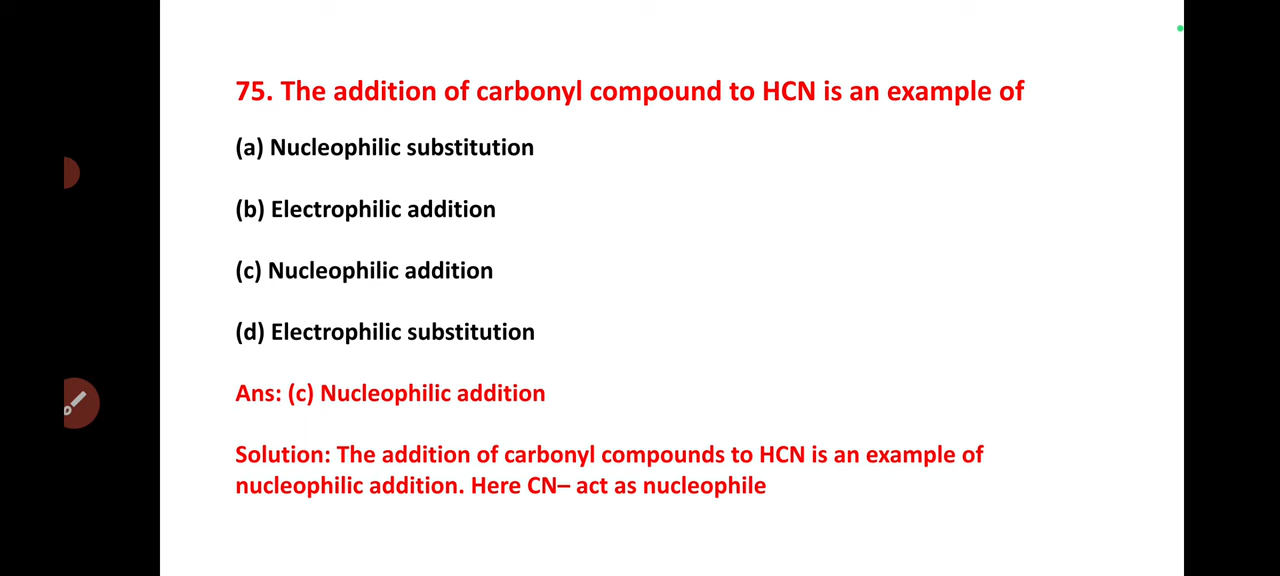 75. The addition of carbonyl compound to HCN is an example of
(a) Nucleophilic substitution
(b) Electrophilic addition
(c) Nucleophilic addition
(d) Electrophilic substitution
Ans: (c) Nucleophilic addition
Solution: The addition of carbonyl compounds to HCN is an example of
nucleophilic addition. Here CN– act as nucleophile